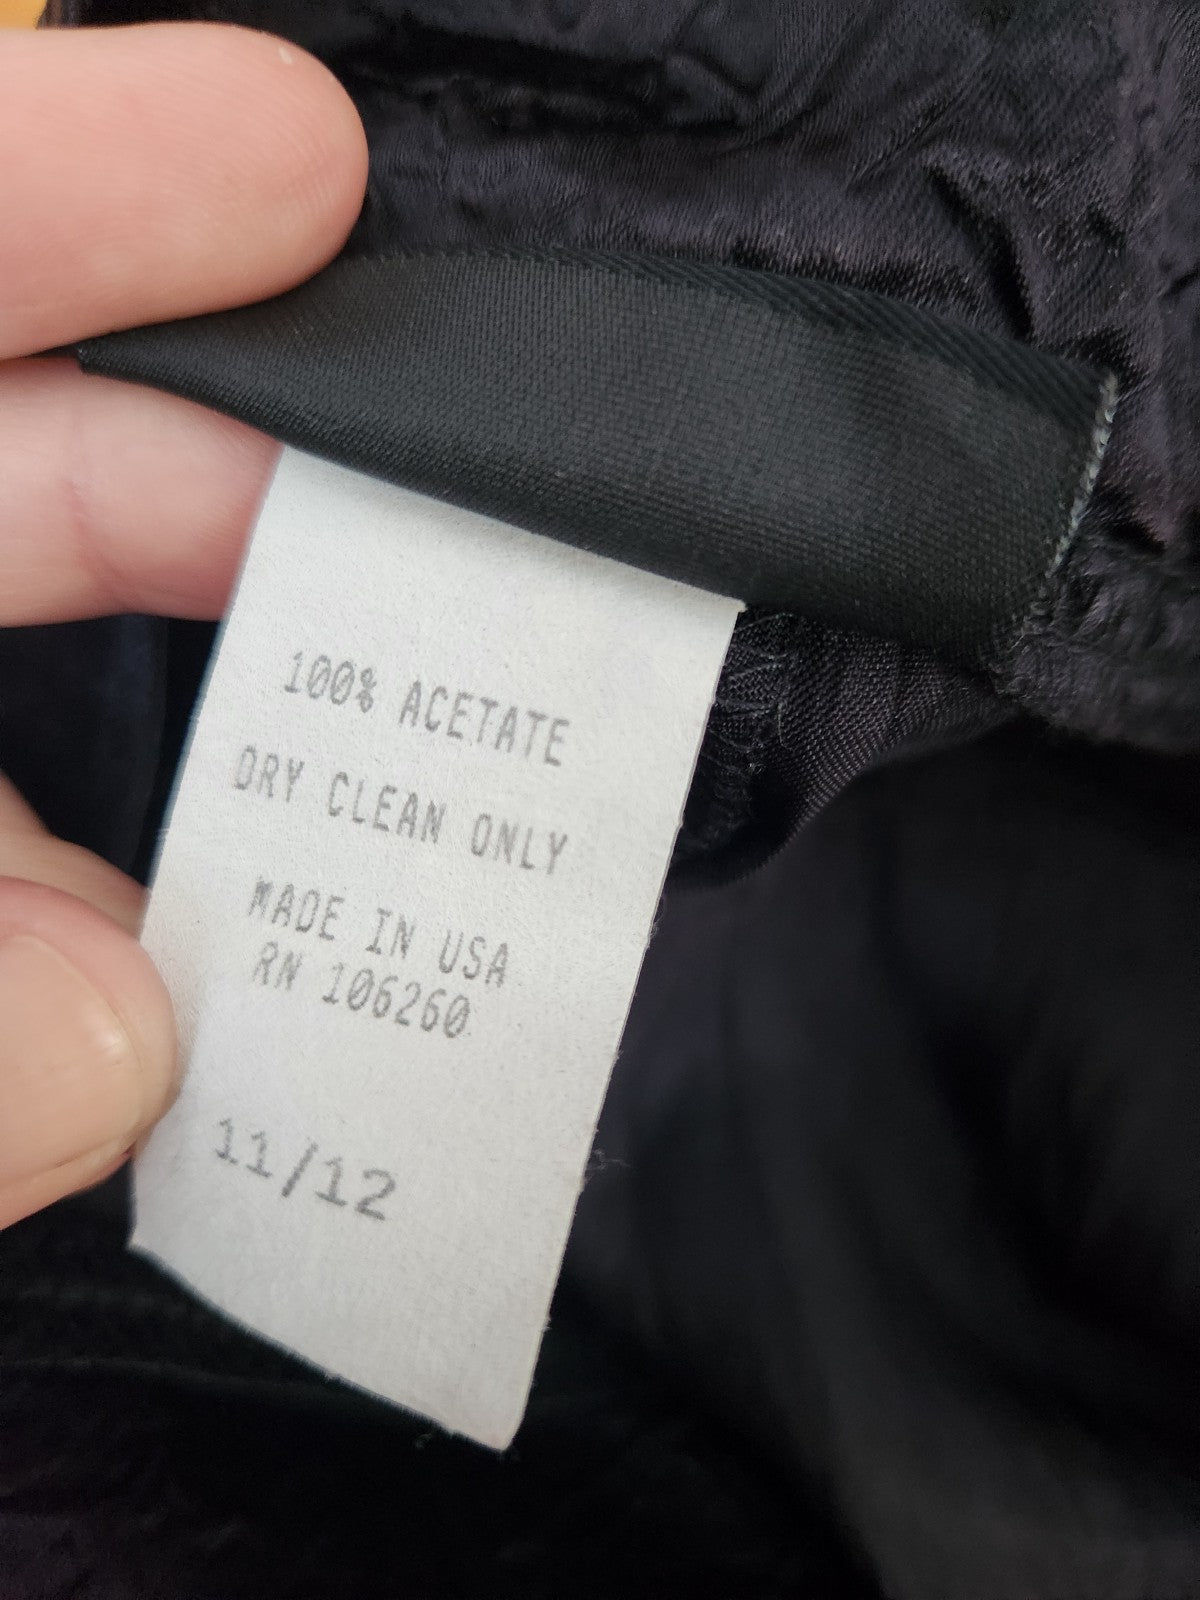 100% ACETATE
DRY CLEAN ONLY
MADE IN USA
RN 106260
11/12